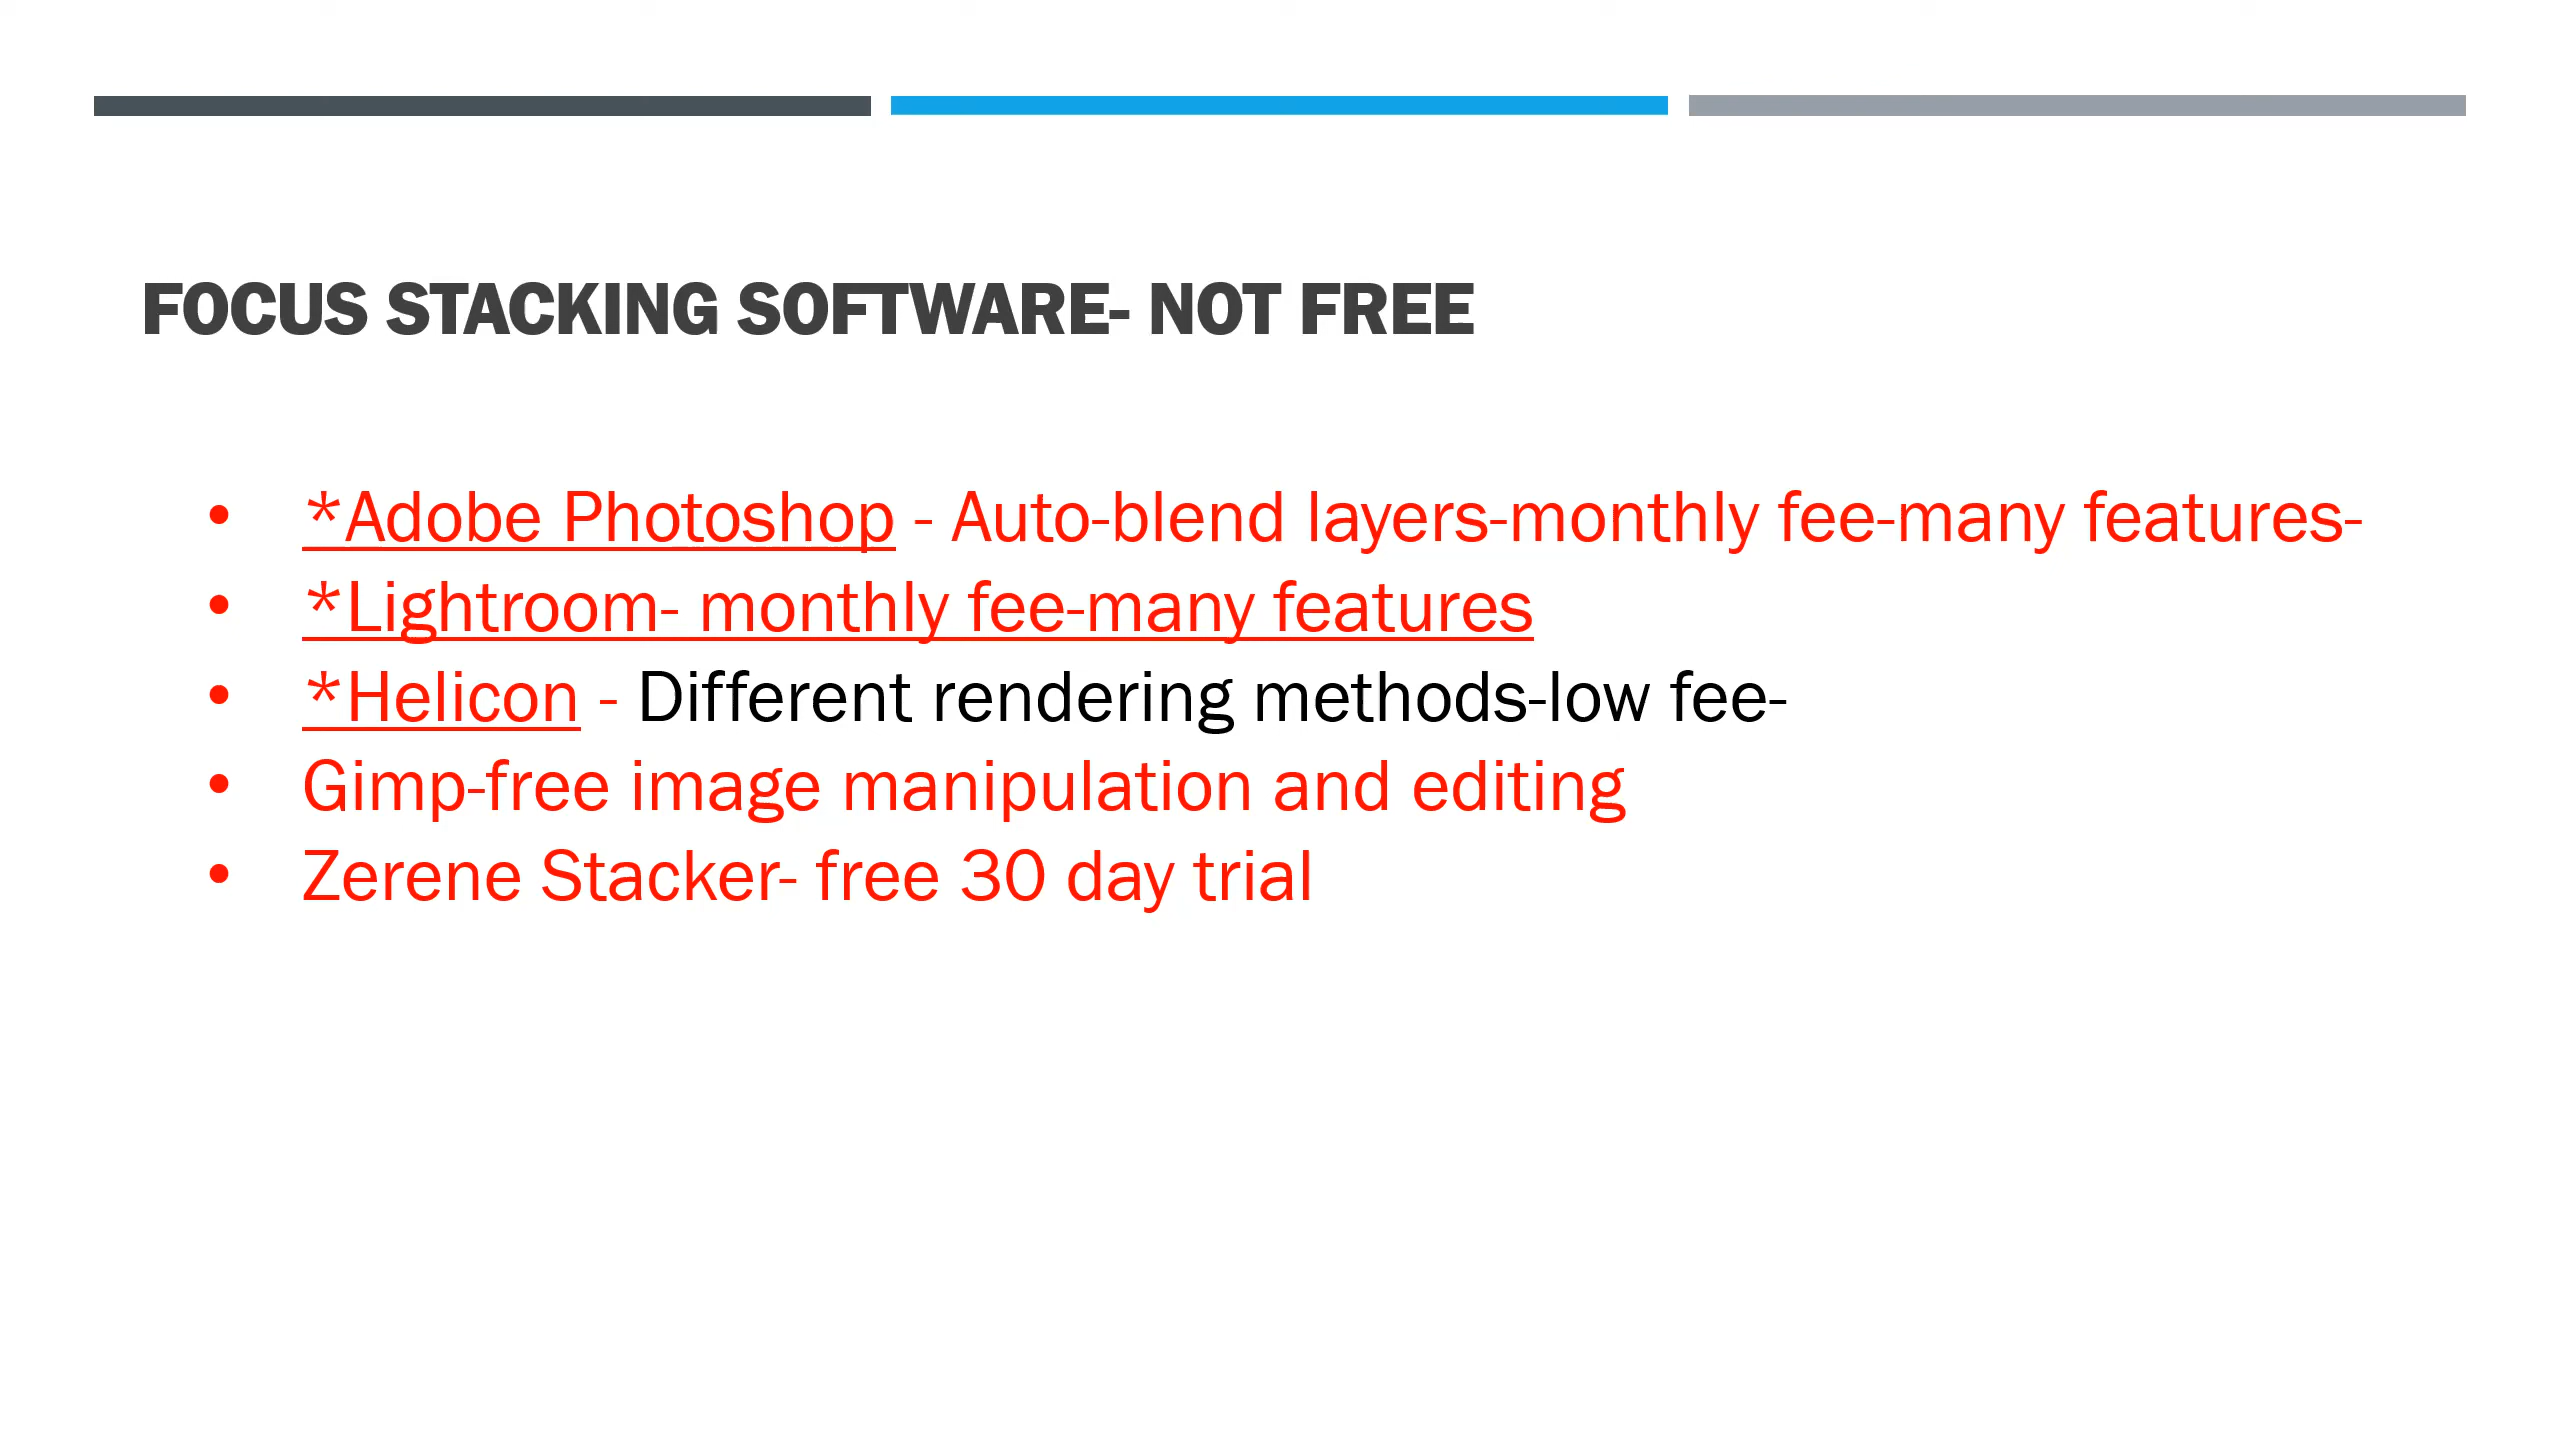 FOCUS STACKING SOFTWARE- NOT FREE
• *Adobe Photoshop - Auto-blend layers-monthly fee-many features-
• *Lightroom- monthly fee-many features
• *Helicon - Different rendering methods-low fee-
• Gimp-free image manipulation and editing
• Zerene Stacker- free 30 day trial